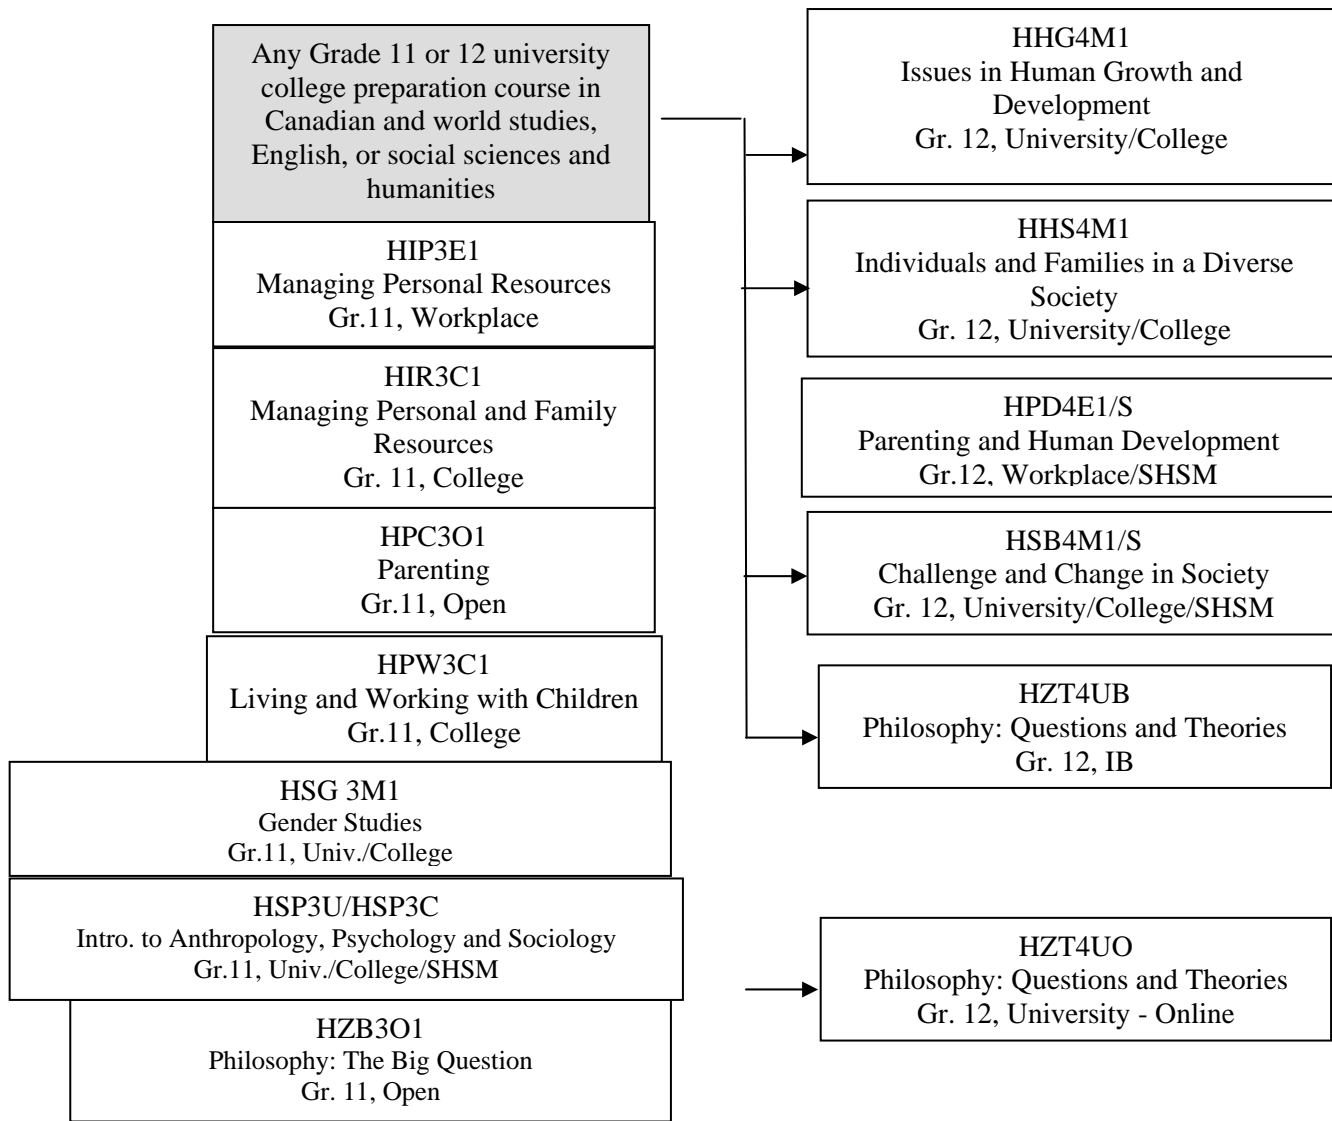 Any Grade 11 or 12 university
college preparation course in
Canadian and world studies,
English, or social sciences and
humanities
HIP3E1
Managing Personal Resources
Gr.11, Workplace
HIR3C1
Managing Personal and Family
Resources
Gr. 11, College
HPC3O1
Parenting
Gr.11, Open
HPW3C1
Living and Working with Children
Gr.11, College
HSG 3M1
Gender Studies
Gr.11, Univ./College
HSP3U/HSP3C
Intro. to Anthropology, Psychology and Sociology
Gr.11, Univ./College/SHSM
HZB3O1
Philosophy: The Big Question
Gr. 11, Open
HHG4M1
Issues in Human Growth and
Development
Gr. 12, University/College
HHS4M1
Individuals and Families in a Diverse
Society
Gr. 12, University/College
HPD4E1/S
Parenting and Human Development
Gr.12, Workplace/SHSM
HSB4M1/S
Challenge and Change in Society
Gr. 12, University/College/SHSM
HZT4UB
Philosophy: Questions and Theories
Gr. 12, IB
HZT4UO
Philosophy: Questions and Theories
Gr. 12, University - Online